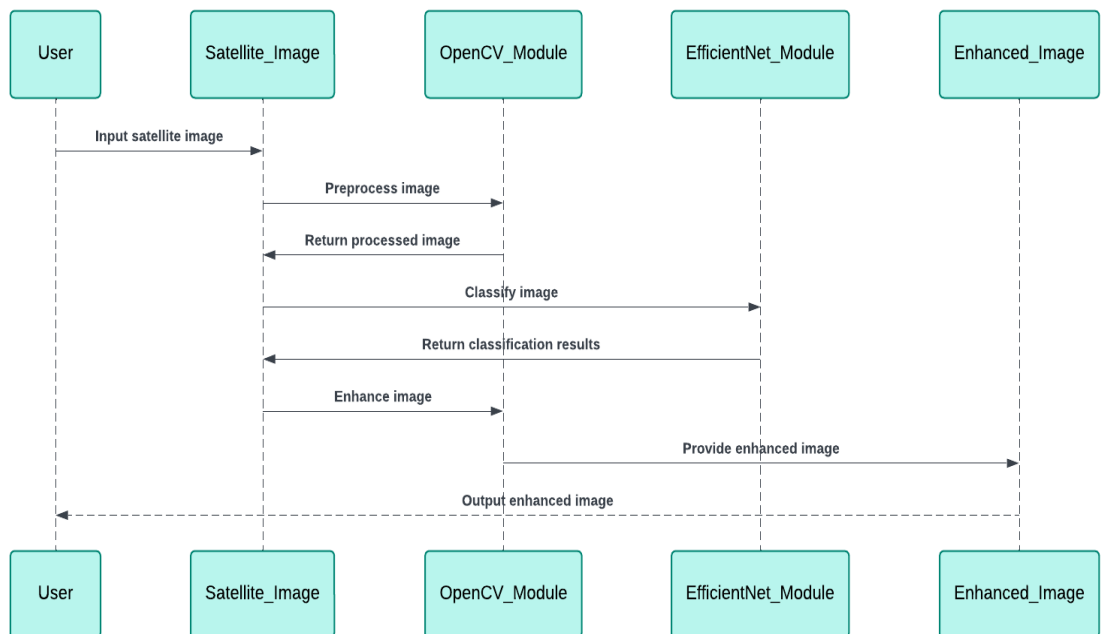 User
Satellite_Image
OpenCV_Module
EfficientNet_Module
Enhanced_Image
Input satellite image
Preprocess image
Return processed image
Classify image
Return classification results
Enhance image
Provide enhanced image
Output enhanced image
User
Satellite_Image
OpenCV_Module
EfficientNet_Module
Enhanced_Image